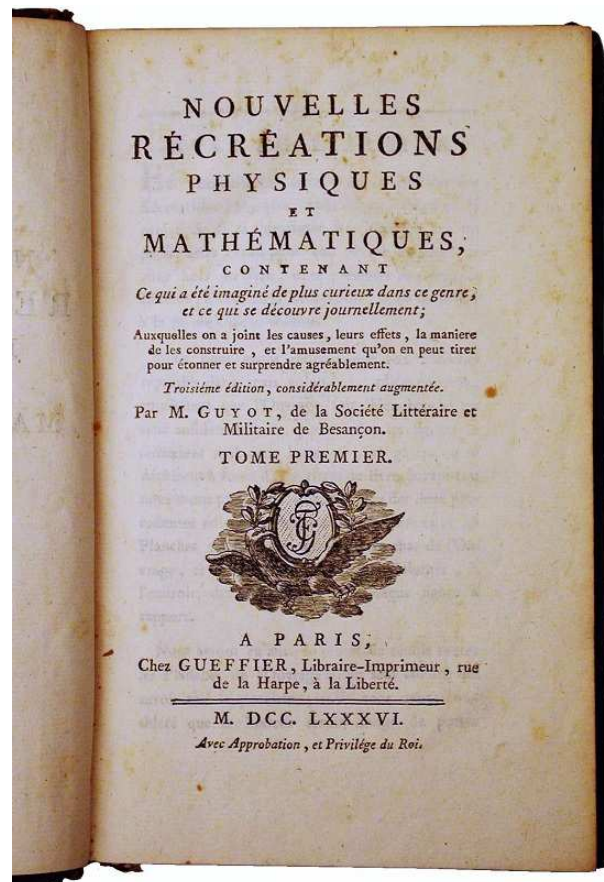 NOUVELLES
RÉCRÉATIONS
PHYSIQUES
ET
MATHÉMATIQUES,
CONTENANT
Ce qui a été imaginé de plus curieux dans ce genre,
et ce qui se découvre journellement;
Auxquelles on a joint les causes, leurs effets, la maniere
de les construire, et l'amusement qu'on en peut tirer
pour étonner et surprendre agréablement.
Troisiéme édition, considérablement augmentée.
Par M. GUYOT, de la Société Littéraire et
Militaire de Besançon.
TOME PREMIER.
A PARIS,
Chez GUEFFIER, Libraire-Imprimeur, rue
de la Harpe, à la Liberté.
M. DCC. LXXXVI.
Avec Approbation, et Privilége du Roi.